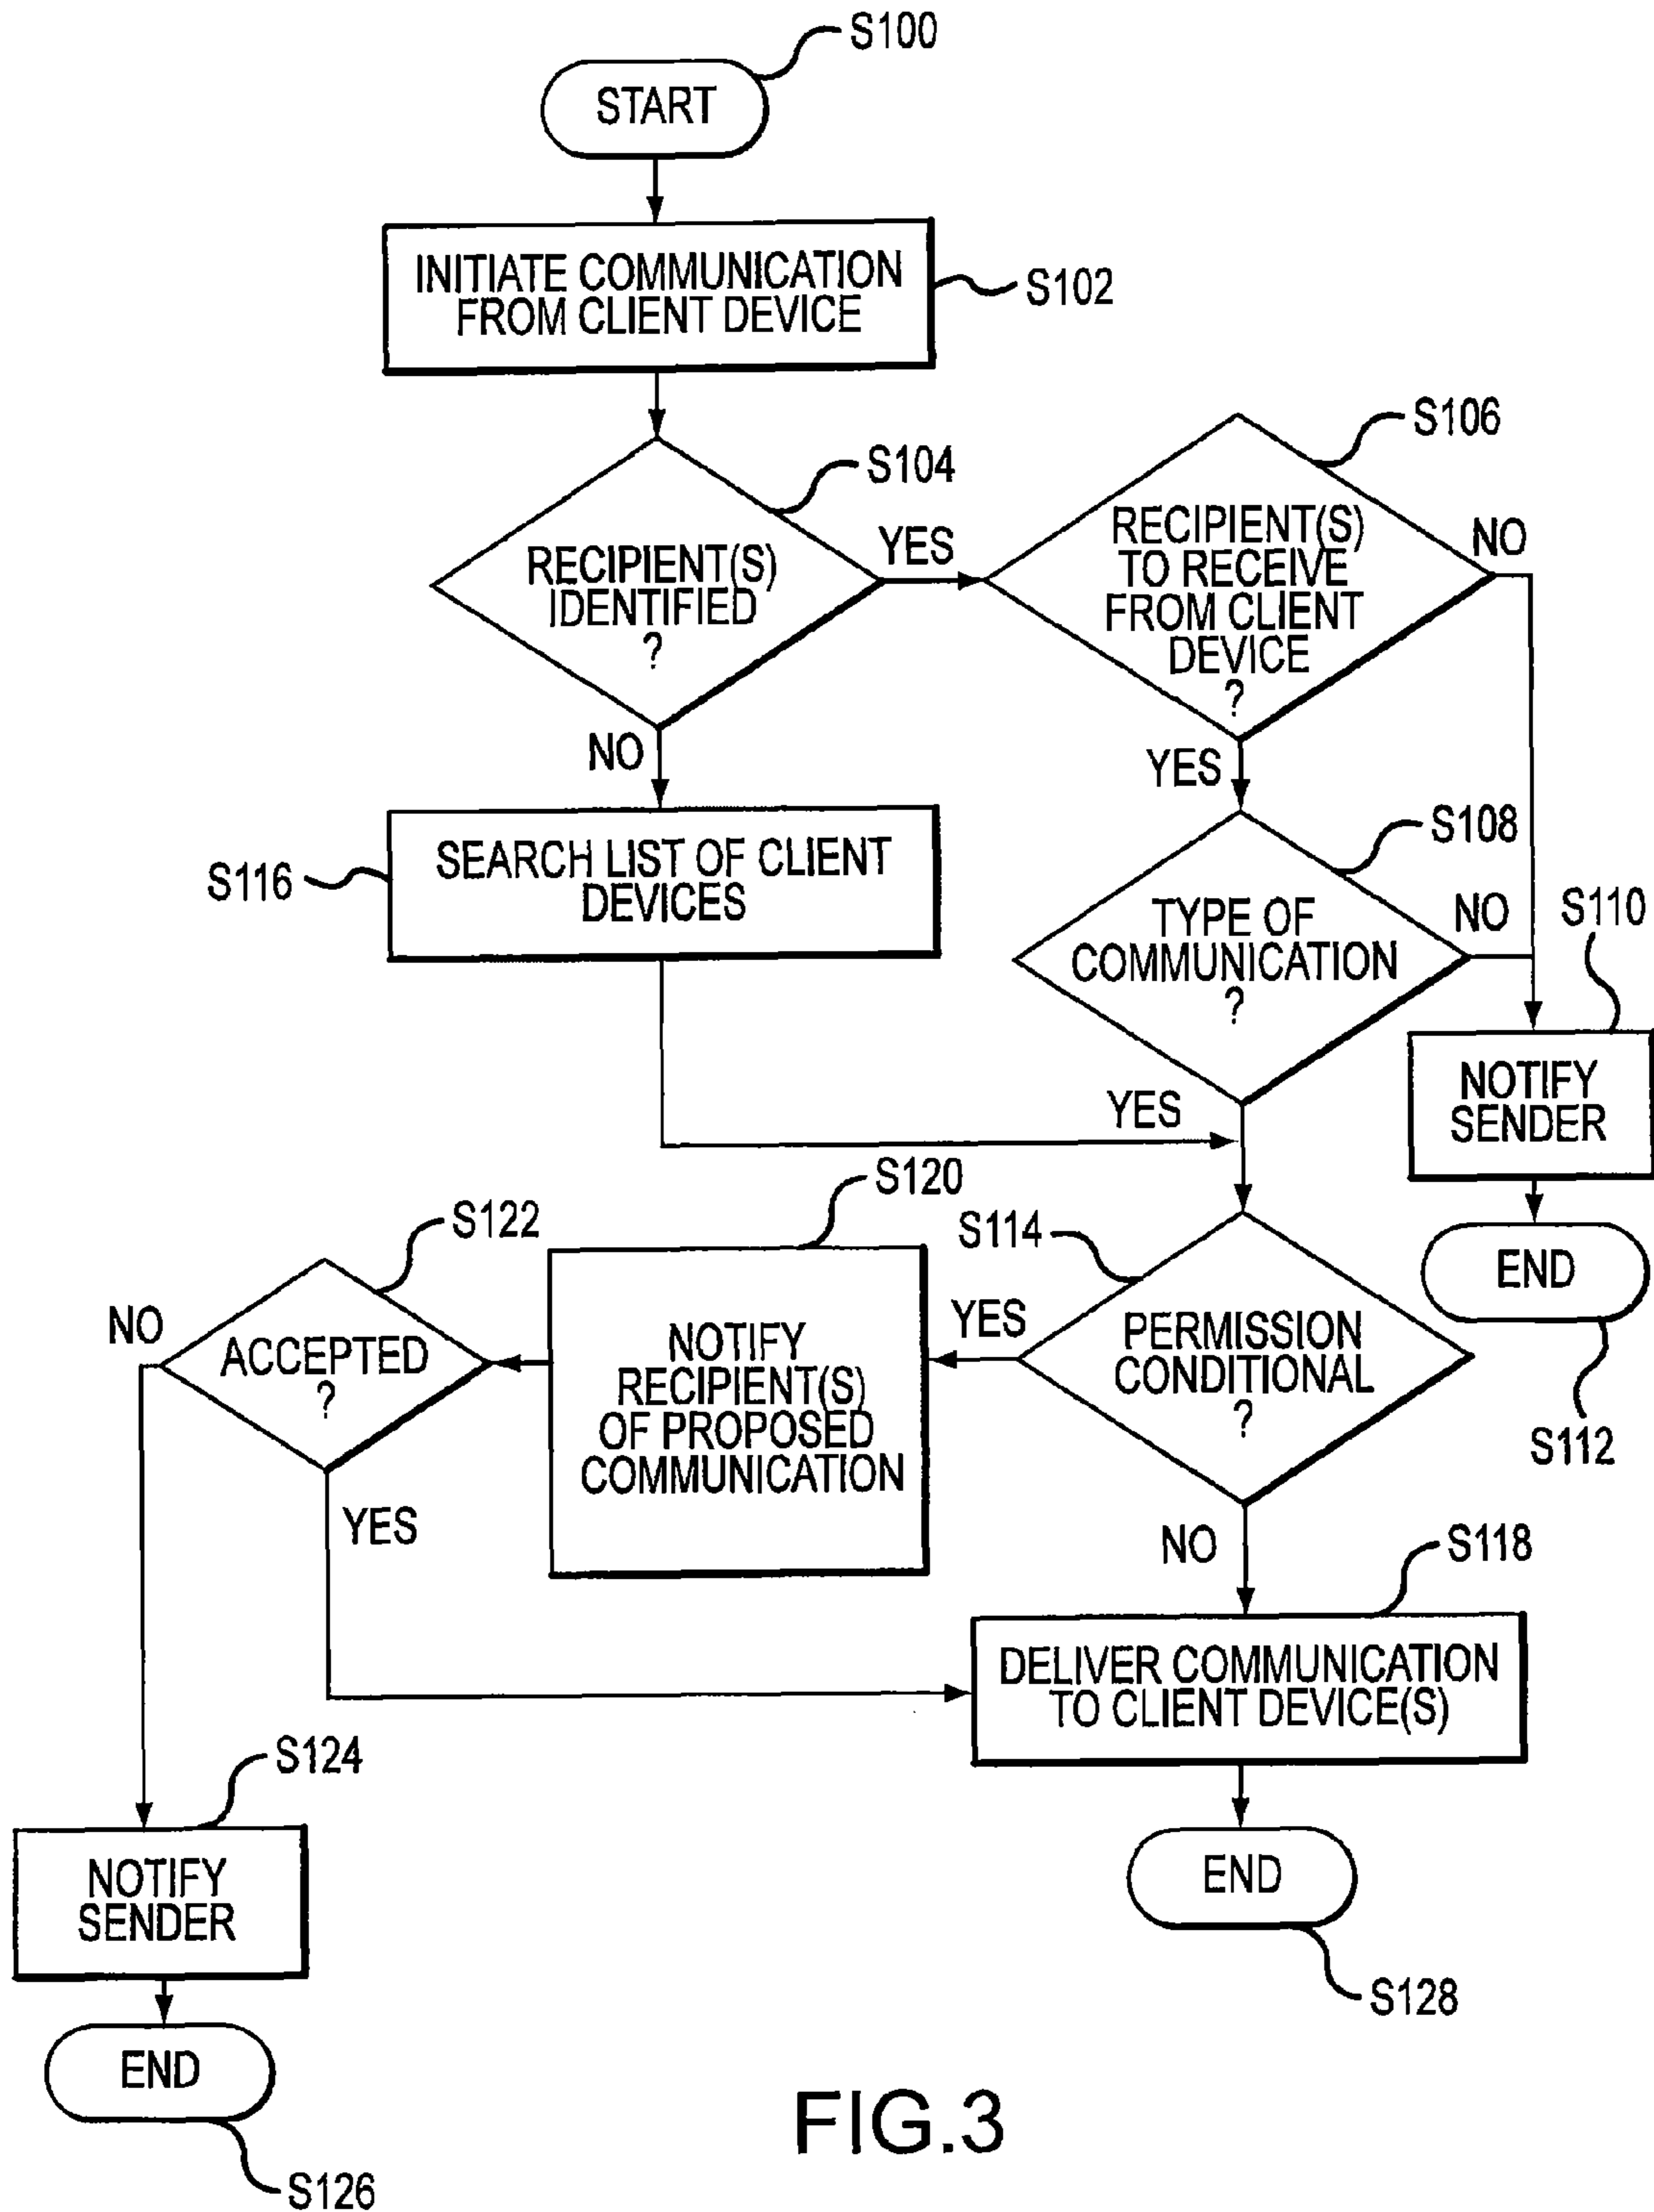 S100
START
INITIATE COMMUNICATION
FROM CLIENT DEVICE
S102
S104
RECIPIENT(S)
IDENTIFIED
?
YES
NO
S106
RECIPIENT(S)
TO RECEIVE
FROM CLIENT
DEVICE
?
NO
YES
S116
SEARCH LIST OF CLIENT
DEVICES
S108
TYPE OF
COMMUNICATION
?
NO
YES
S110
NOTIFY
SENDER
END
S112
S114
PERMISSION
CONDITIONAL
?
YES
NO
S120
NOTIFY
RECIPIENT(S)
OF PROPOSED
COMMUNICATION
S122
ACCEPTED
?
NO
YES
S118
DELIVER COMMUNICATION
TO CLIENT DEVICE(S)
END
S128
S124
NOTIFY
SENDER
END
S126
FIG.3